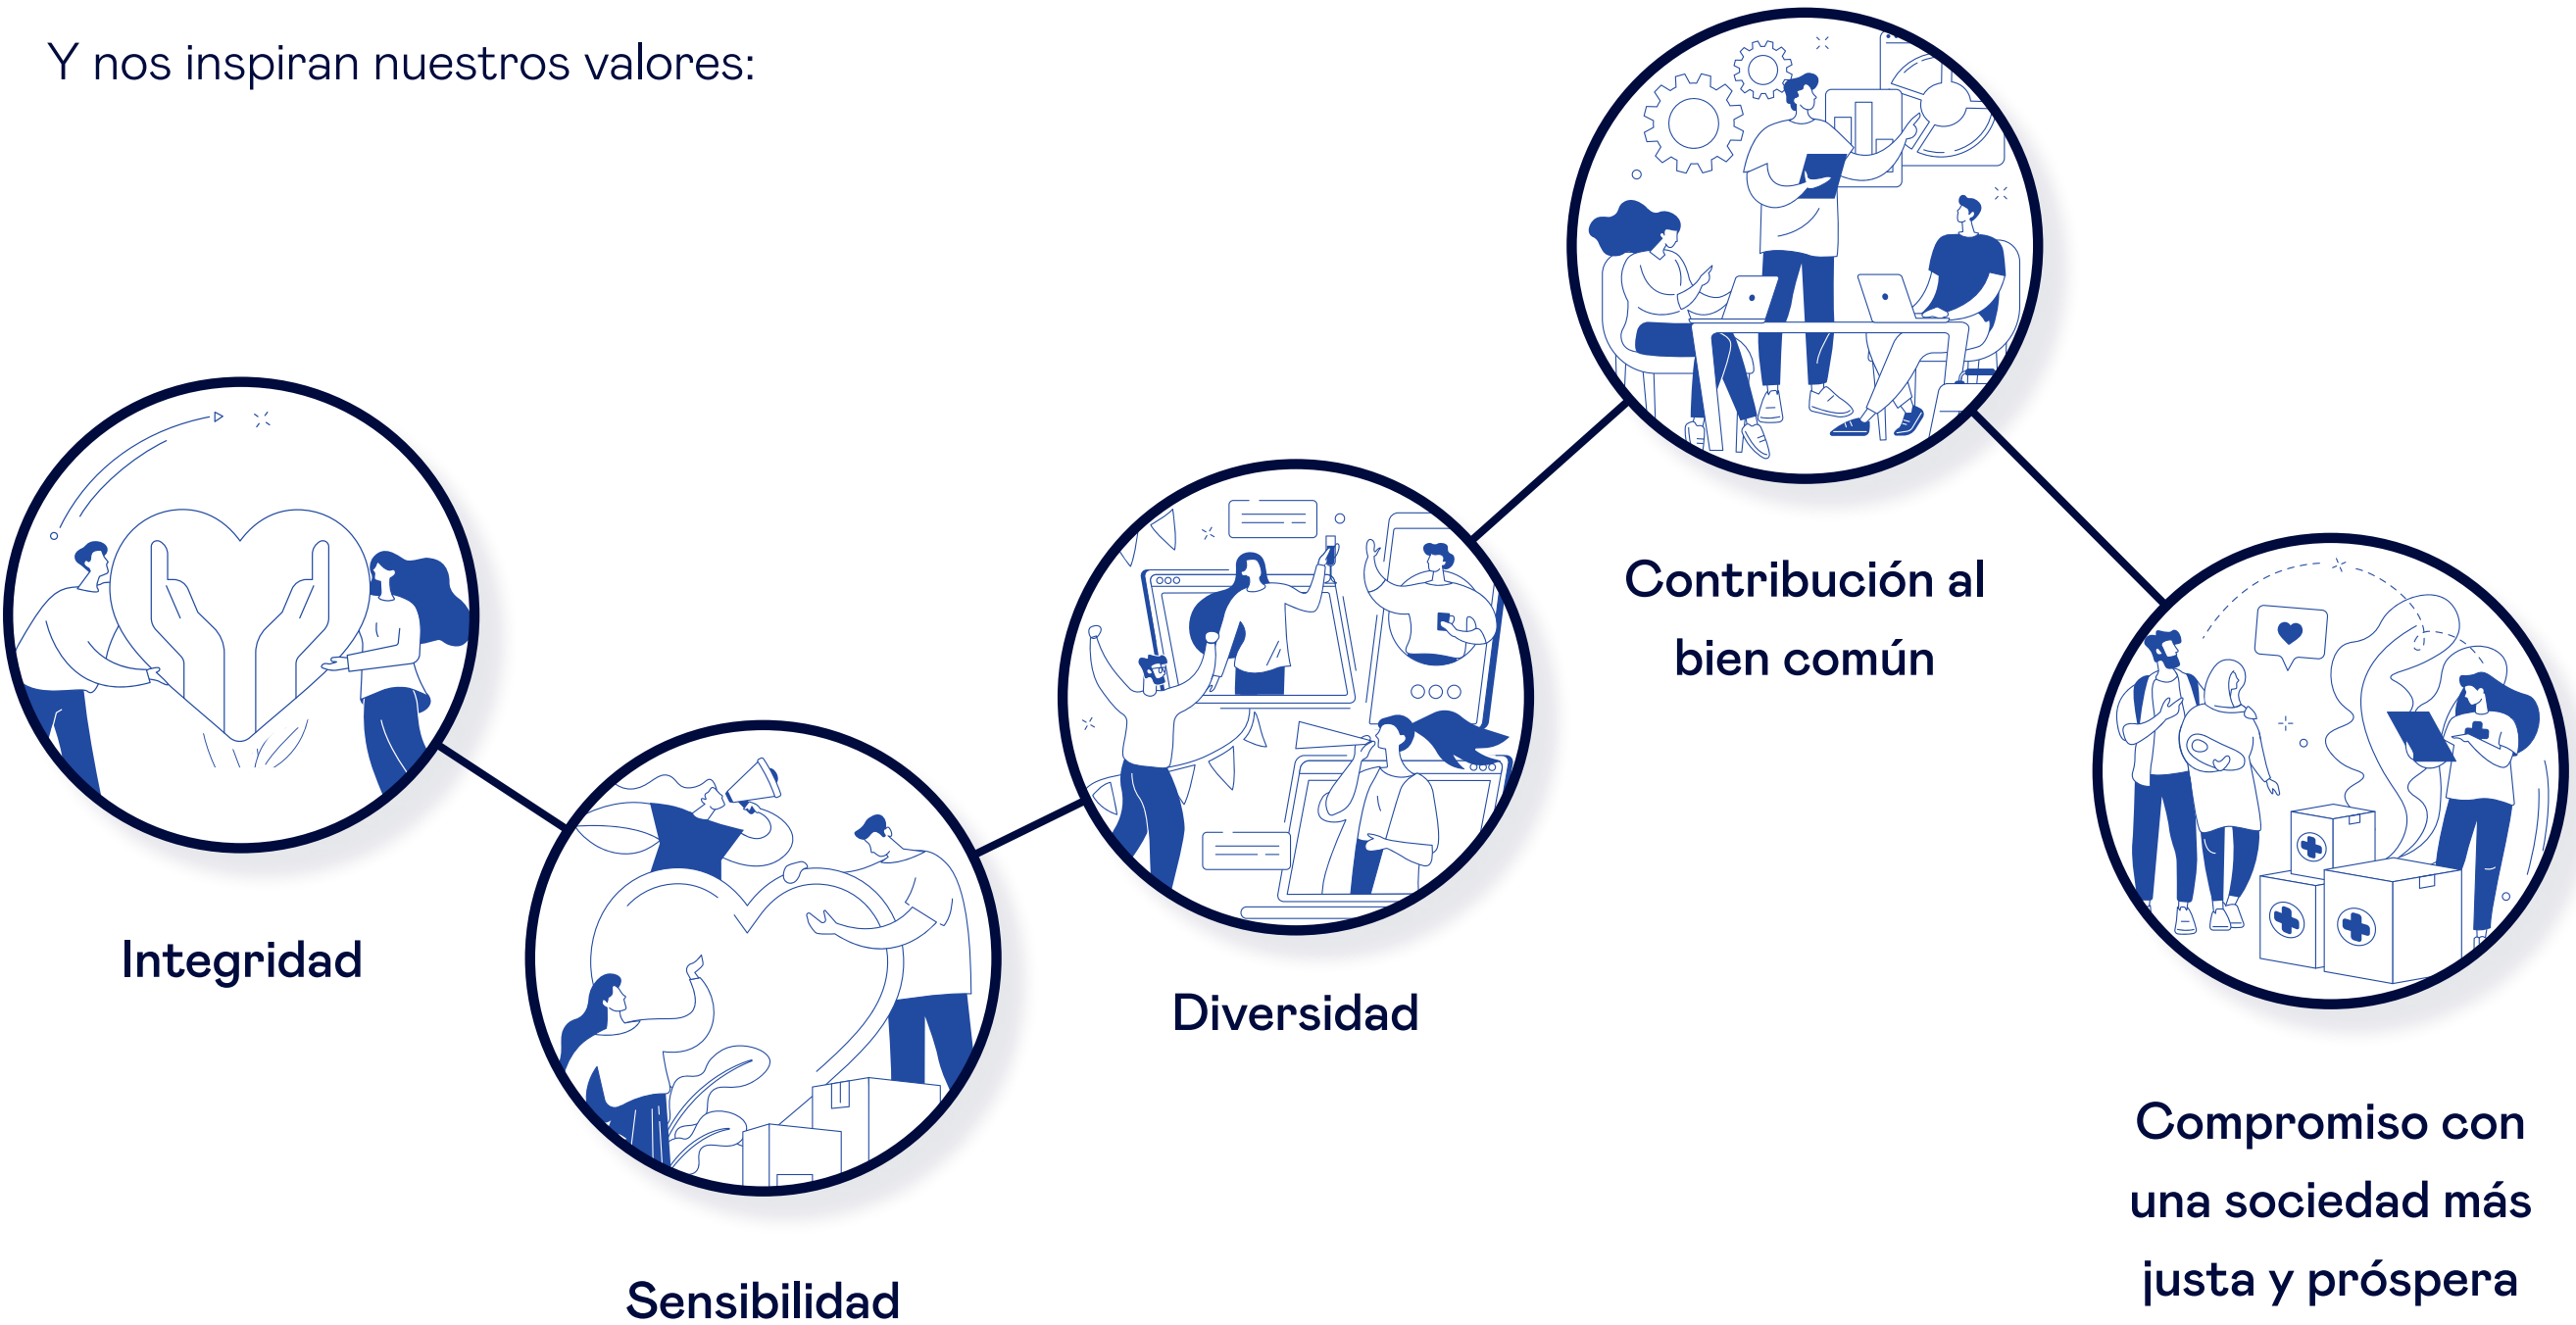 Y nos inspiran nuestros valores:
Integridad
Sensibilidad
Diversidad
Contribución al
bien común
Compromiso con
una sociedad más
justa y próspera